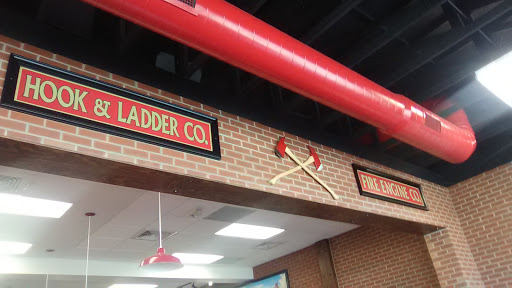 HOOK & LADDER CO.
FIRE ENGINE CO.